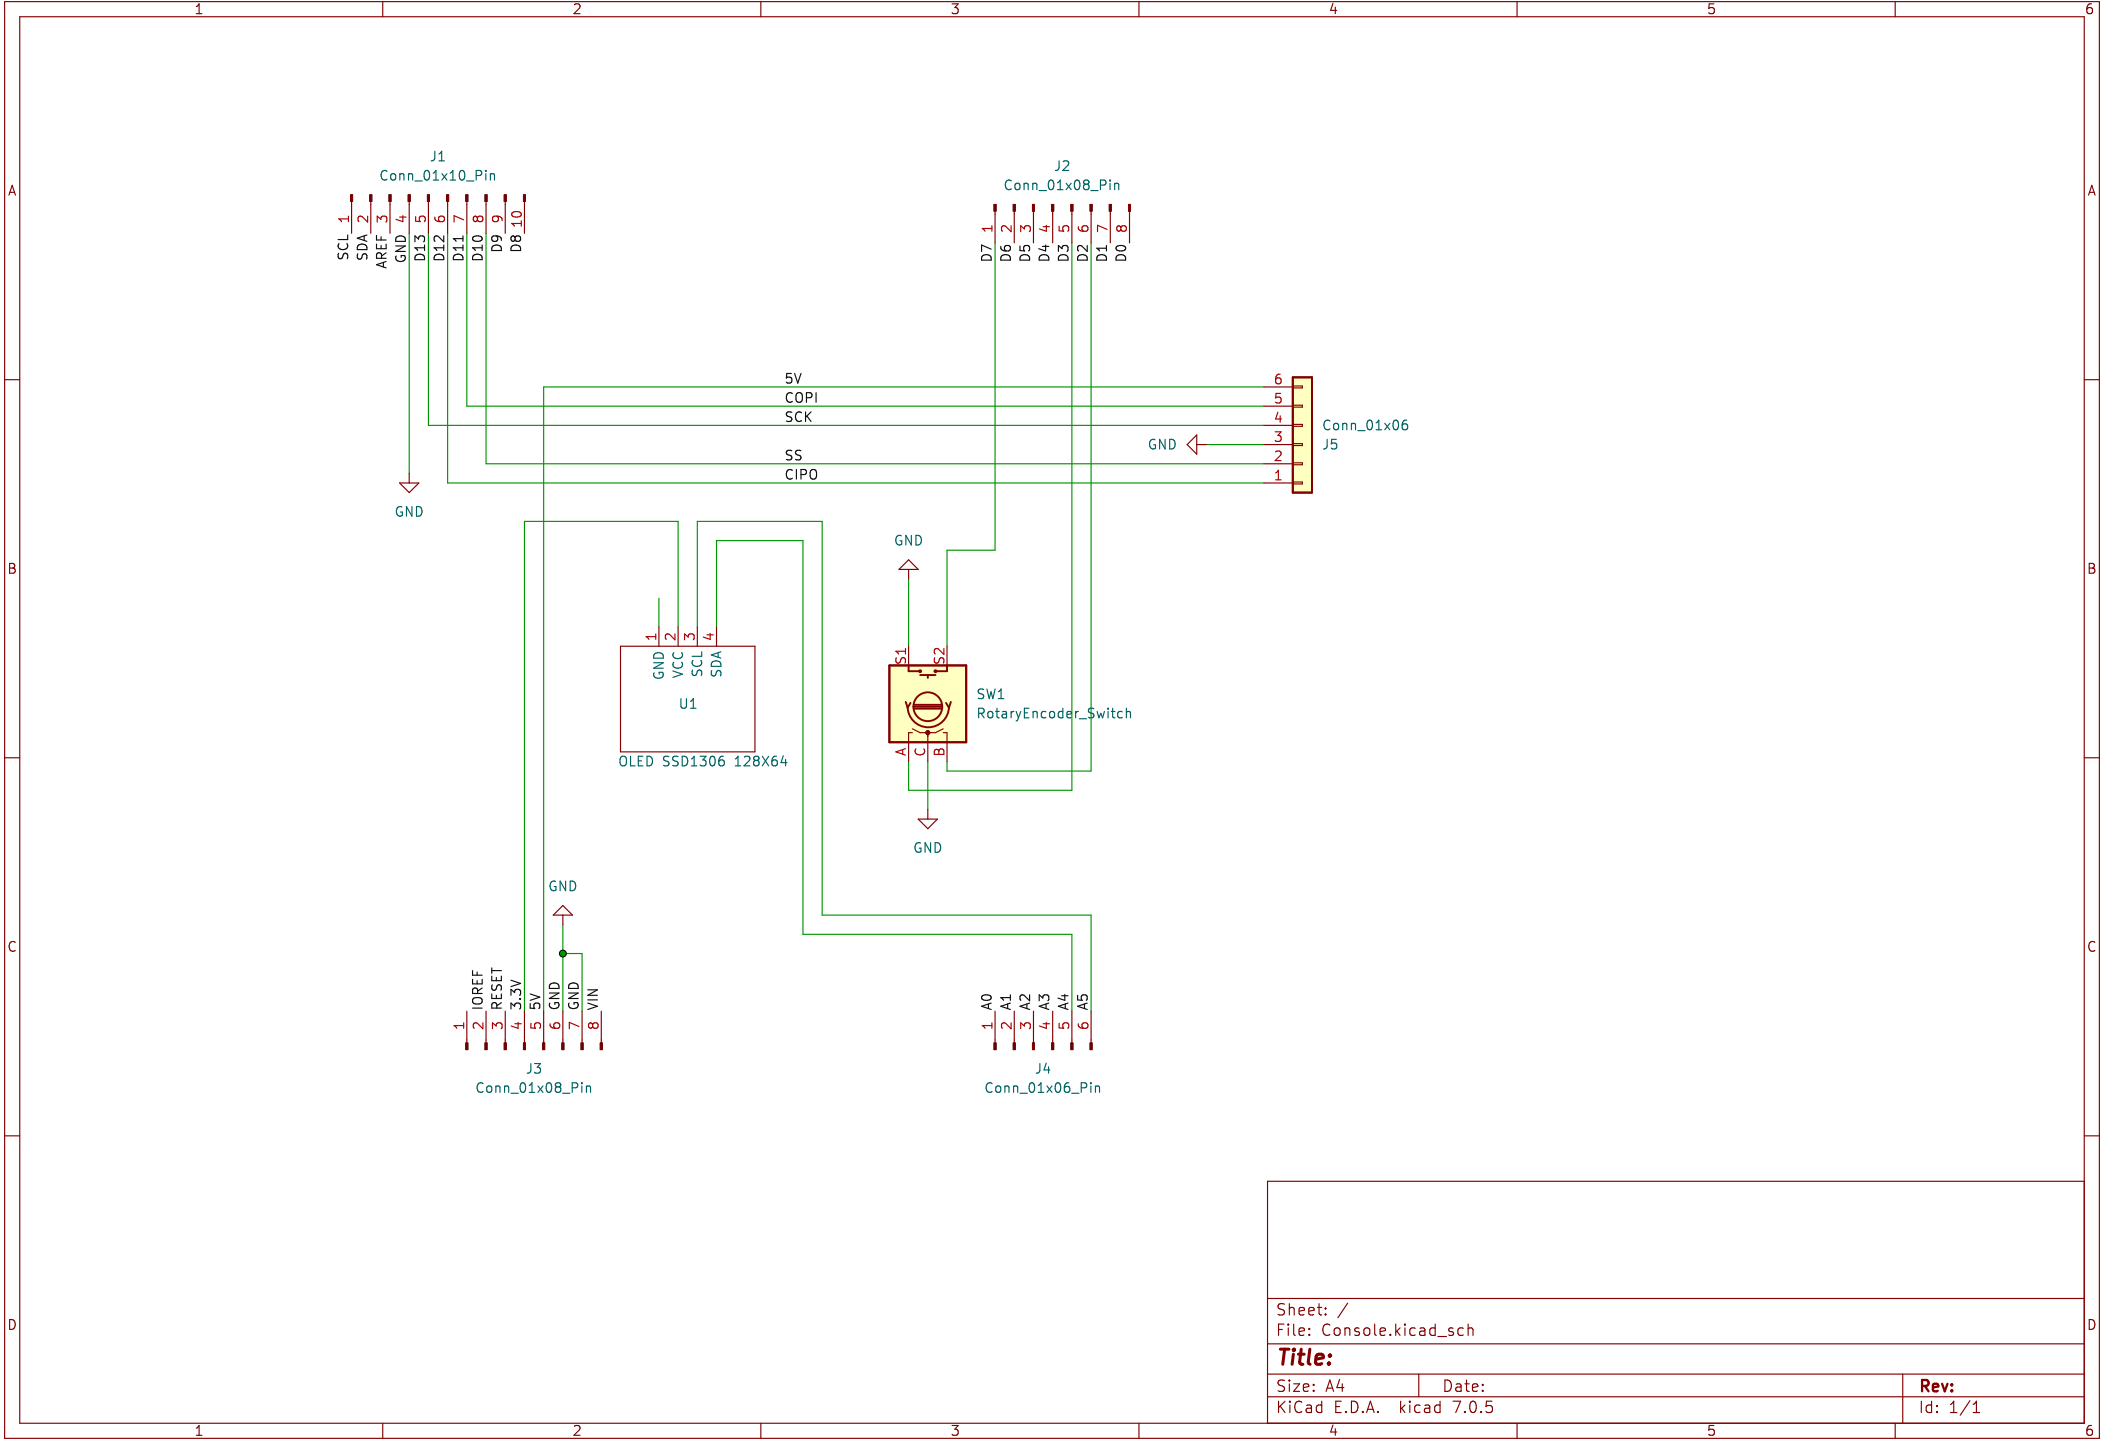 1 2 3 4 5 6
A A
J1
Conn_01x10_Pin
1 2 3 4 5 6 7 8 9 10
SCL SDA AREF GND D13 D12 D11 D10 D9 D8
J2
Conn_01x08_Pin
1 2 3 4 5 6 7 8
D7 D6 D5 D4 D3 D2 D1 D0
5V
COPI
SCK
SS
CIPO
GND
6
5
4
3
2
1
Conn_01x06
J5
GND
B B
GND
1 2 3 4
GND VCC SCL SDA
U1
OLED SSD1306 128X64
S1 S2
SW1
RotaryEncoder_Switch
A C B
GND
C C
GND
IOREF RESET 3.3V 5V GND GND VIN
1 2 3 4 5 6 7 8
J3
Conn_01x08_Pin
A0 A1 A2 A3 A4 A5
1 2 3 4 5 6
J4
Conn_01x06_Pin
D D
Sheet: /
File: Console.kicad_sch
Title:
Size: A4 Date: Rev:
KiCad E.D.A. kicad 7.0.5 Id: 1/1
1 2 3 4 5 6